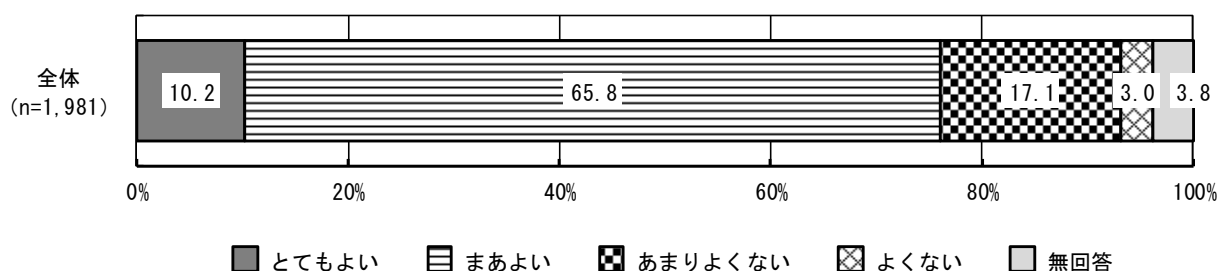 全体
(n=1,981)
10.2
65.8
17.1
3.0
3.8
0%
20%
40%
60%
80%
100%
とてもよい
まあよい
あまりよくない
よくない
無回答